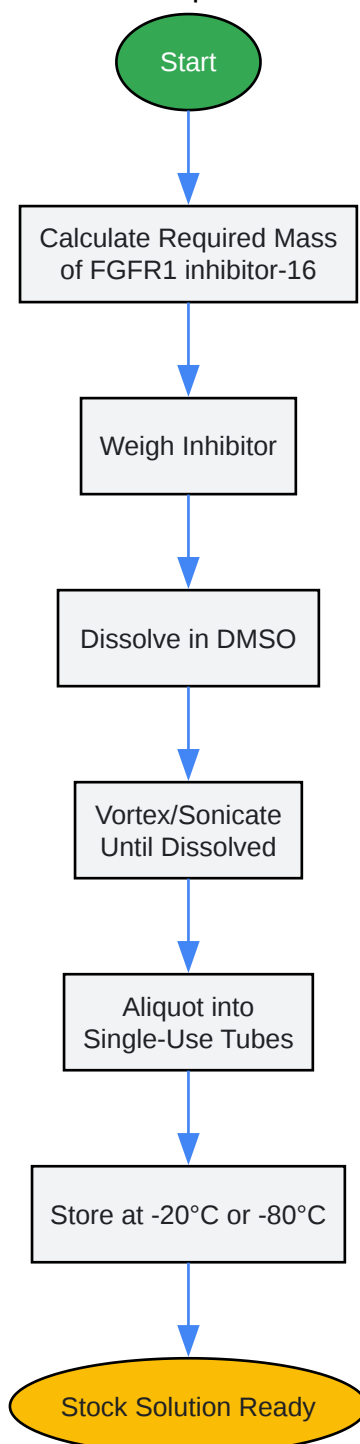 Start
Calculate Required Mass
of FGFR1 inhibitor-16
Weigh Inhibitor
Dissolve in DMSO
Vortex/Sonicate
Until Dissolved
Aliquot into
Single-Use Tubes
Store at -20°C or -80°C
Stock Solution Ready